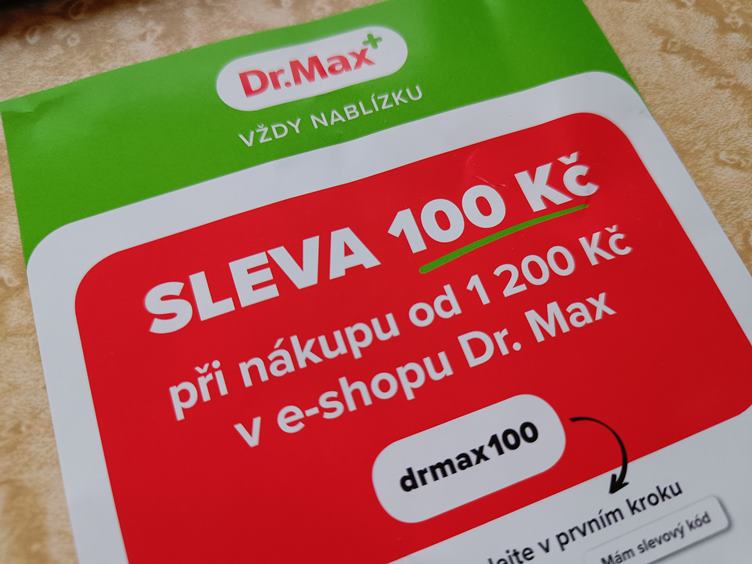 Dr.Max+
VŽDY NABLÍZKU
SLEVA 100 Kč
při nákupu od 1 200 Kč
v e-shopu Dr. Max
drmax100
v prvním kroku
Mám slevový kód